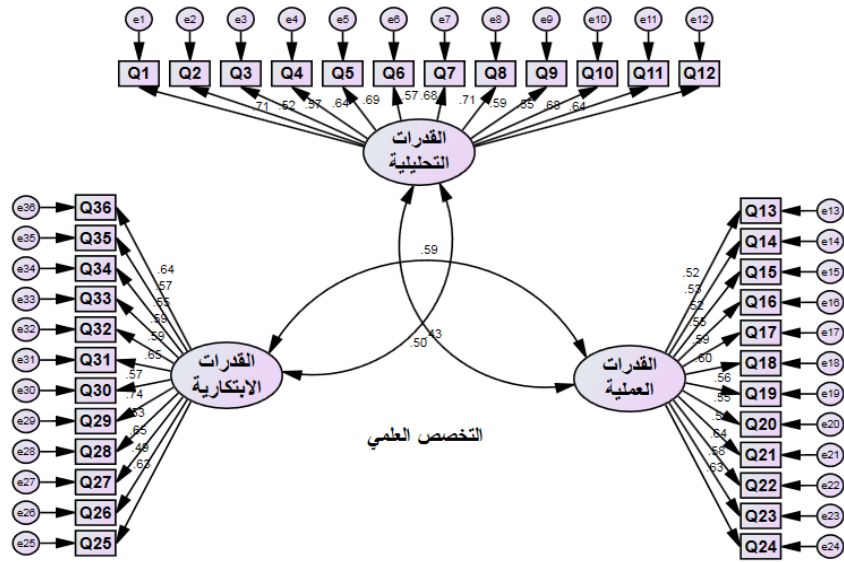 e1 e2 e3 e4 e5 e6 e7 e8 e9 e10 e11 e12
Q1 Q2 Q3 Q4 Q5 Q6 Q7 Q8 Q9 Q10 Q11 Q12
.71 .52 .57 .64 .69 .57 .68 .71 .59 .68 .64
القدرات
التحليلية
e36 Q36
e35 Q35
e34 Q34
e33 Q33
e32 Q32
e31 Q31
e30 Q30
e29 Q29
e28 Q28
e27 Q27
e26 Q26
e25 Q25
.64
.57
.55
.59
.59
.65
.57
.74
.65
.49
.63
القدرات
الابتكارية
.59
.43
.50
القدرات
العملية
التخصص العلمي
.52
.53
.52
.55
.59
.60
.56
.55
.64
.58
.63
Q13 e13
Q14 e14
Q15 e15
Q16 e16
Q17 e17
Q18 e18
Q19 e19
Q20 e20
Q21 e21
Q22 e22
Q23 e23
Q24 e24